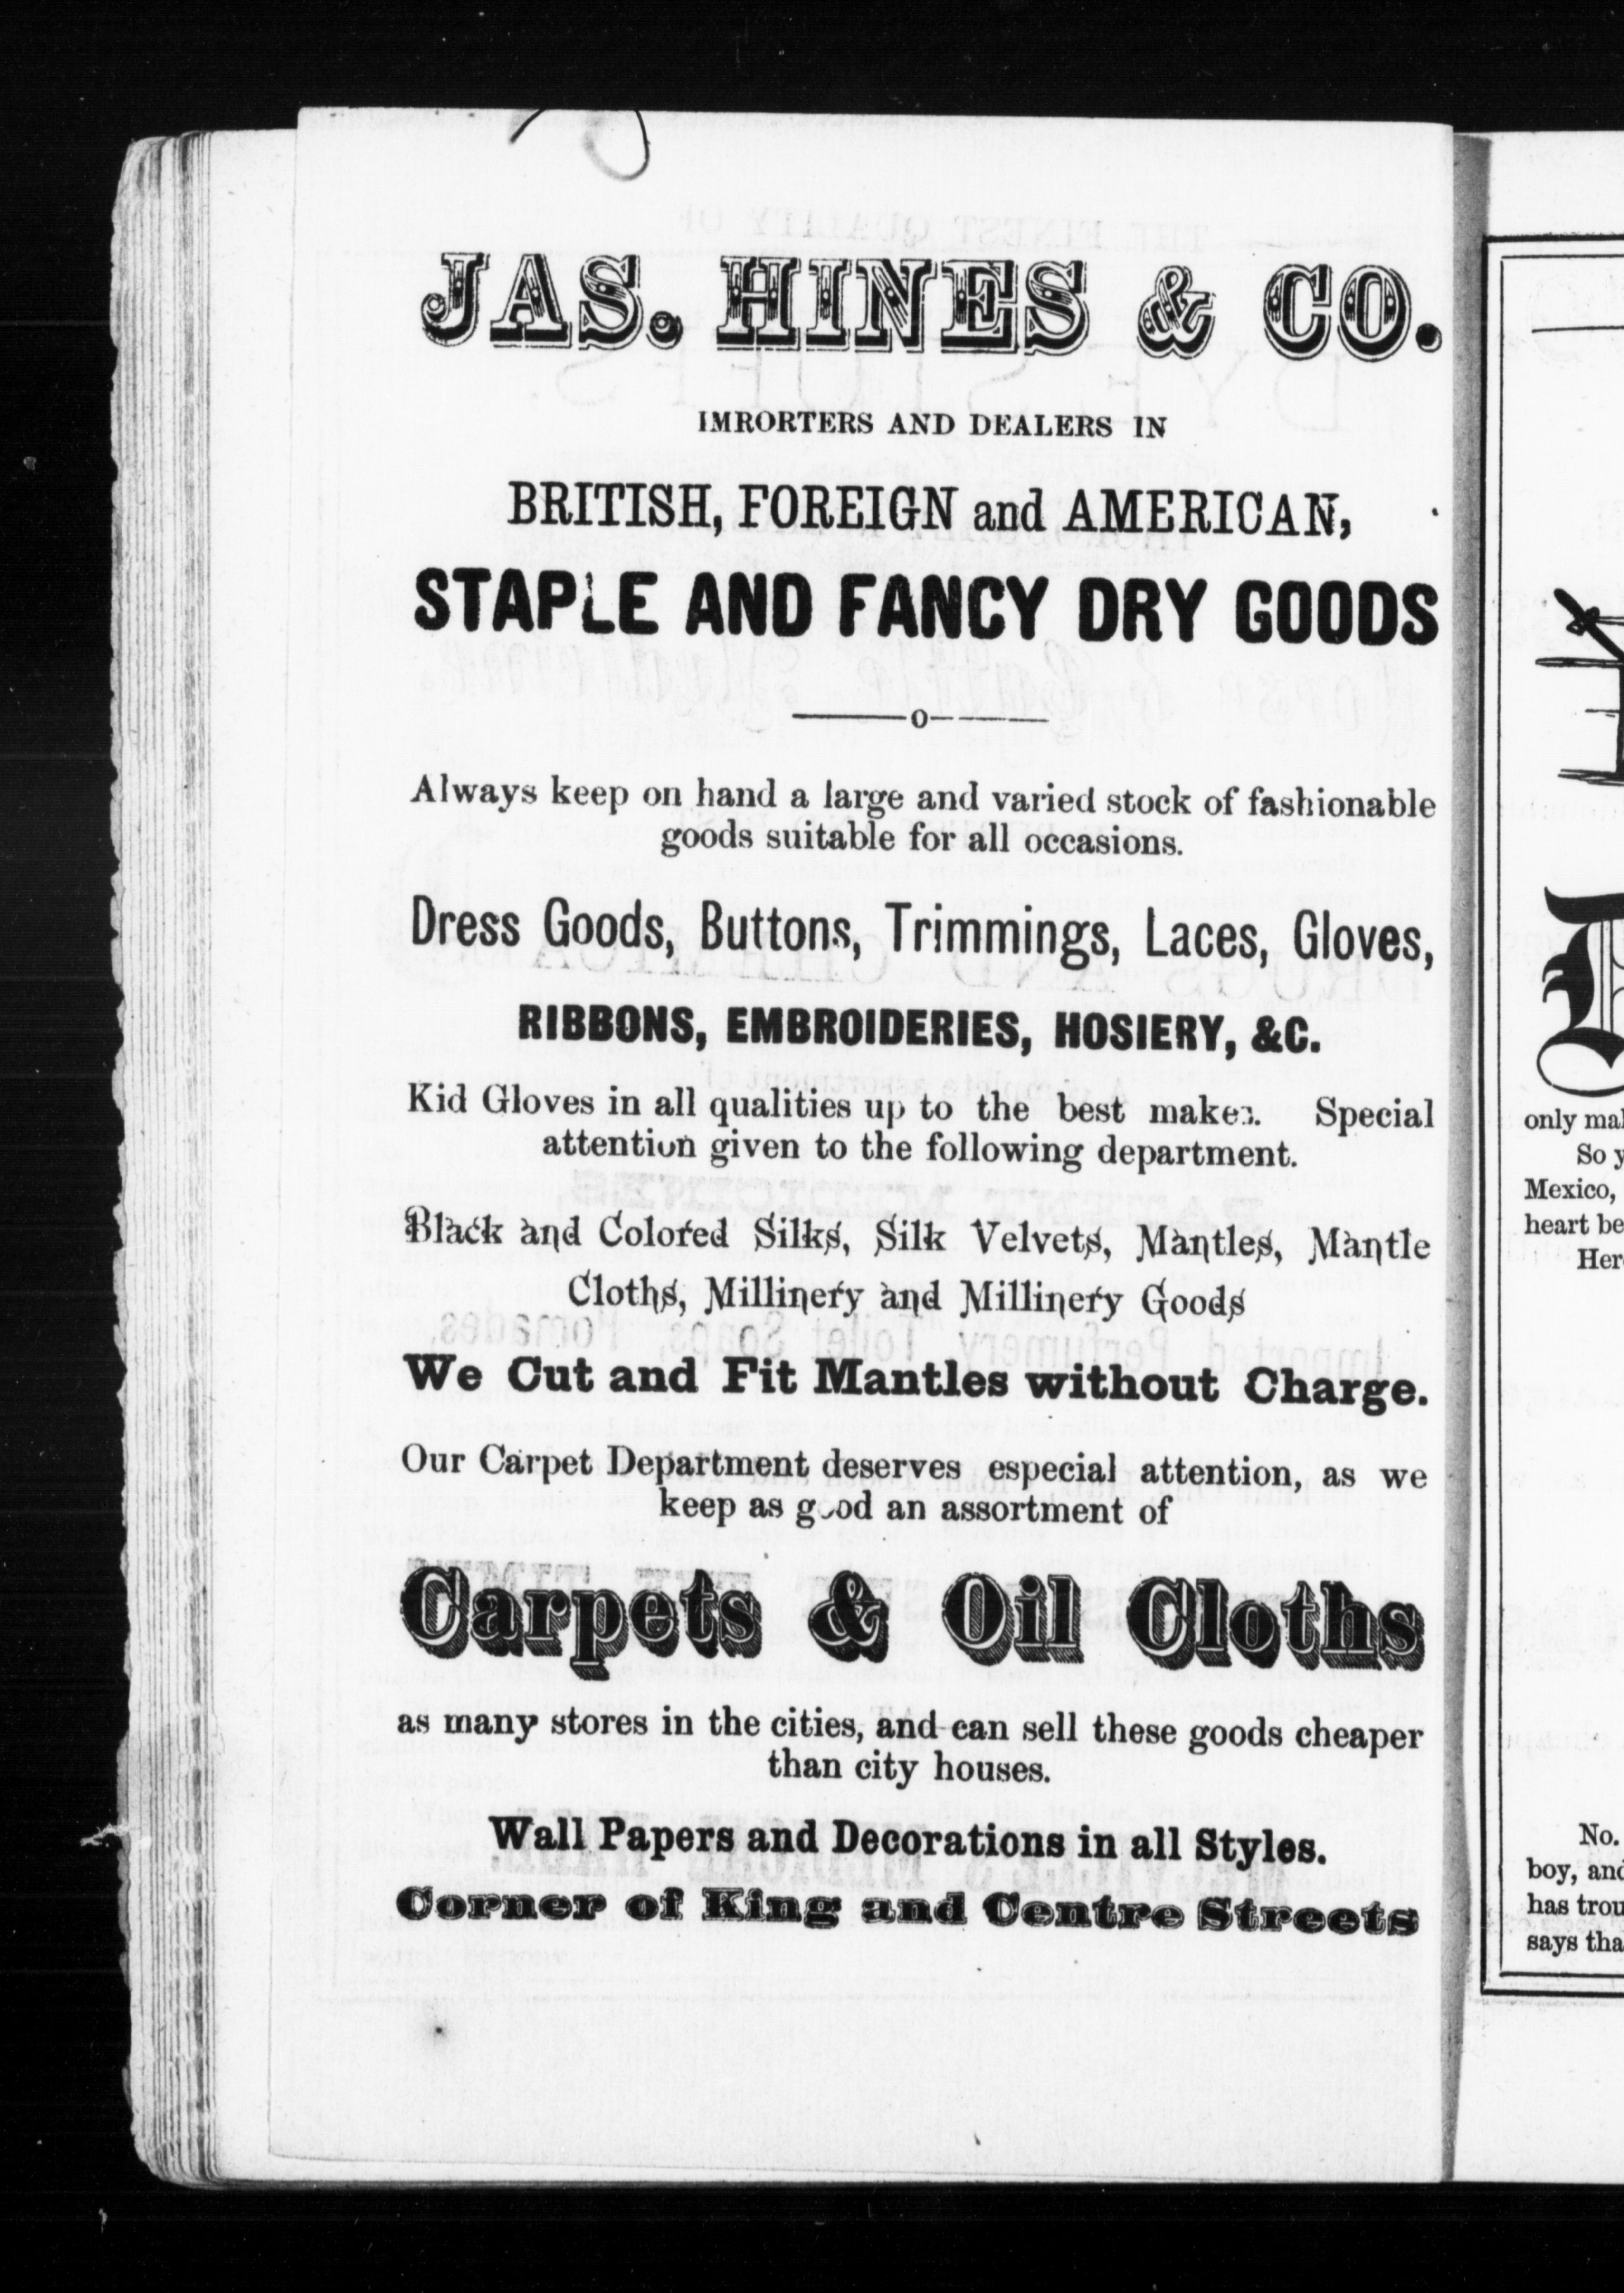 JAS. HINES & CO.
IMRORTERS AND DEALERS IN
BRITISH, FOREIGN and AMERICAN,
STAPLE AND FANCY DRY GOODS
Always keep on hand a large and varied stock of fashionable
goods suitable for all occasions.
Dress Goods, Buttons, Trimmings, Laces, Gloves,
RIBBONS, EMBROIDERIES, HOSIERY, &C.
Kid Gloves in all qualities up to the best makes. Special
attention given to the following department.
Black and Colored Silks, Silk Velvets, Mantles, Mantle
Cloths, Millinery and Millinery Goods
We Cut and Fit Mantles without Charge.
Our Carpet Department deserves especial attention, as we
keep as good an assortment of
Carpets & Oil Cloths
as many stores in the cities, and can sell these goods cheaper
than city houses.
Wall Papers and Decorations in all Styles.
Corner of King and Centre Streets
only
So
Mexico,
heart
No.
boy,
has
says